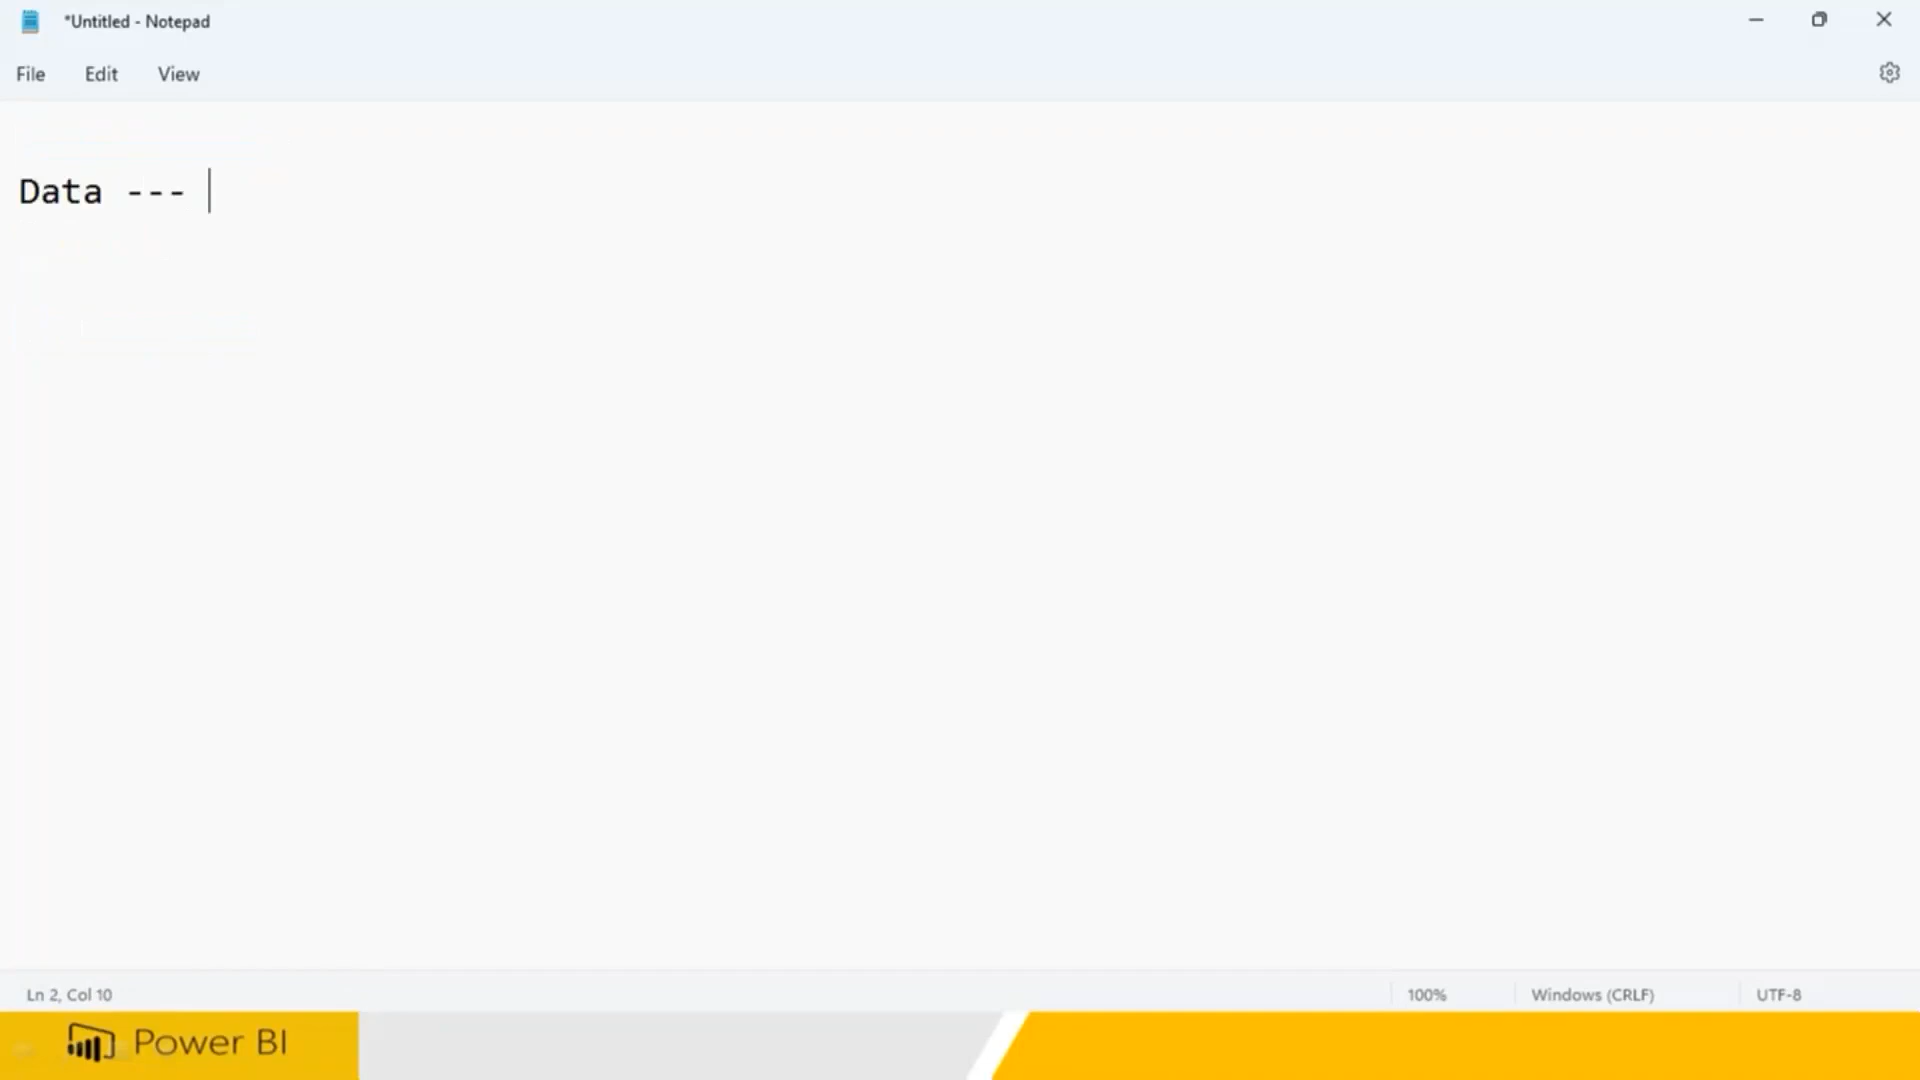 *Untitled - Notepad
File Edit View
Data ---
Ln 2, Col 10 100% Windows (CRLF) UTF-8
Power BI